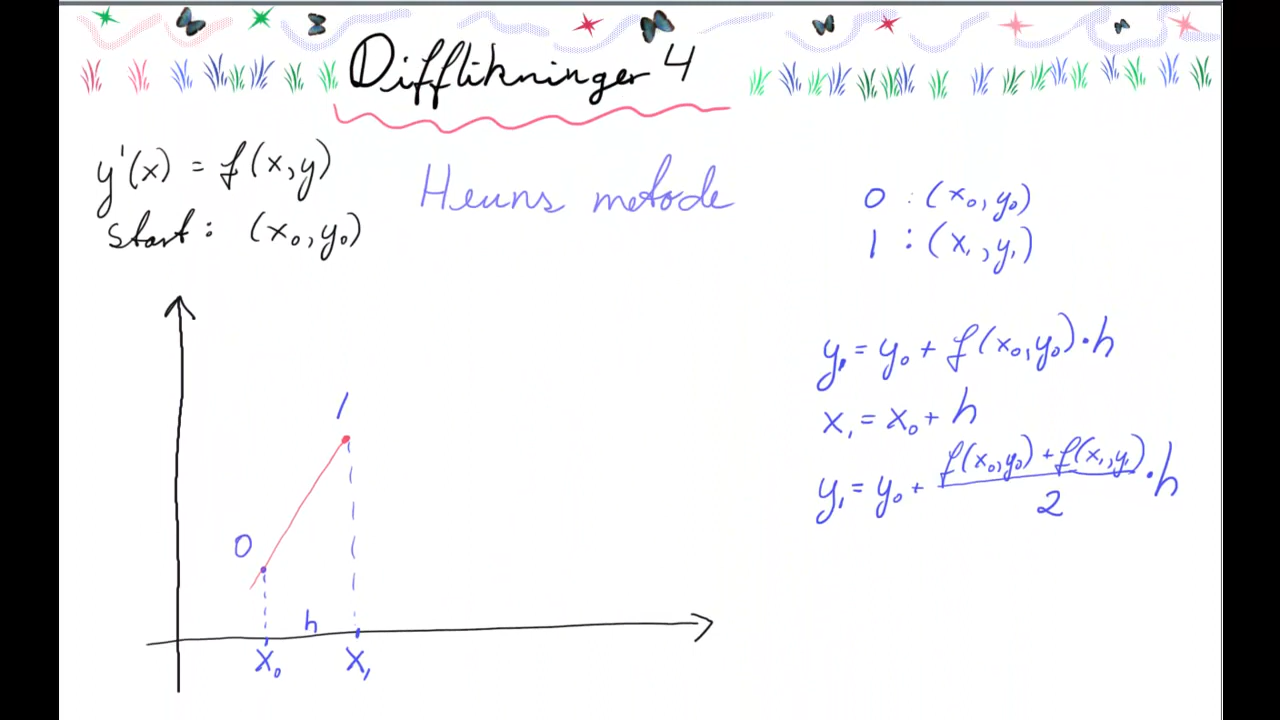 Difflikninger 4
y'(x) = f(x,y)
start: (x₀,y₀)
Heuns metode
0 : (x₀,y₀)
1 : (x₁,y₁)
y₁ = y₀ + f(x₀,y₀)·h
x₁ = x₀ + h
y₁ = y₀ + (f(x₀,y₀) + f(x₁,y₁))/2 · h
1
0
h
x₀ x₁